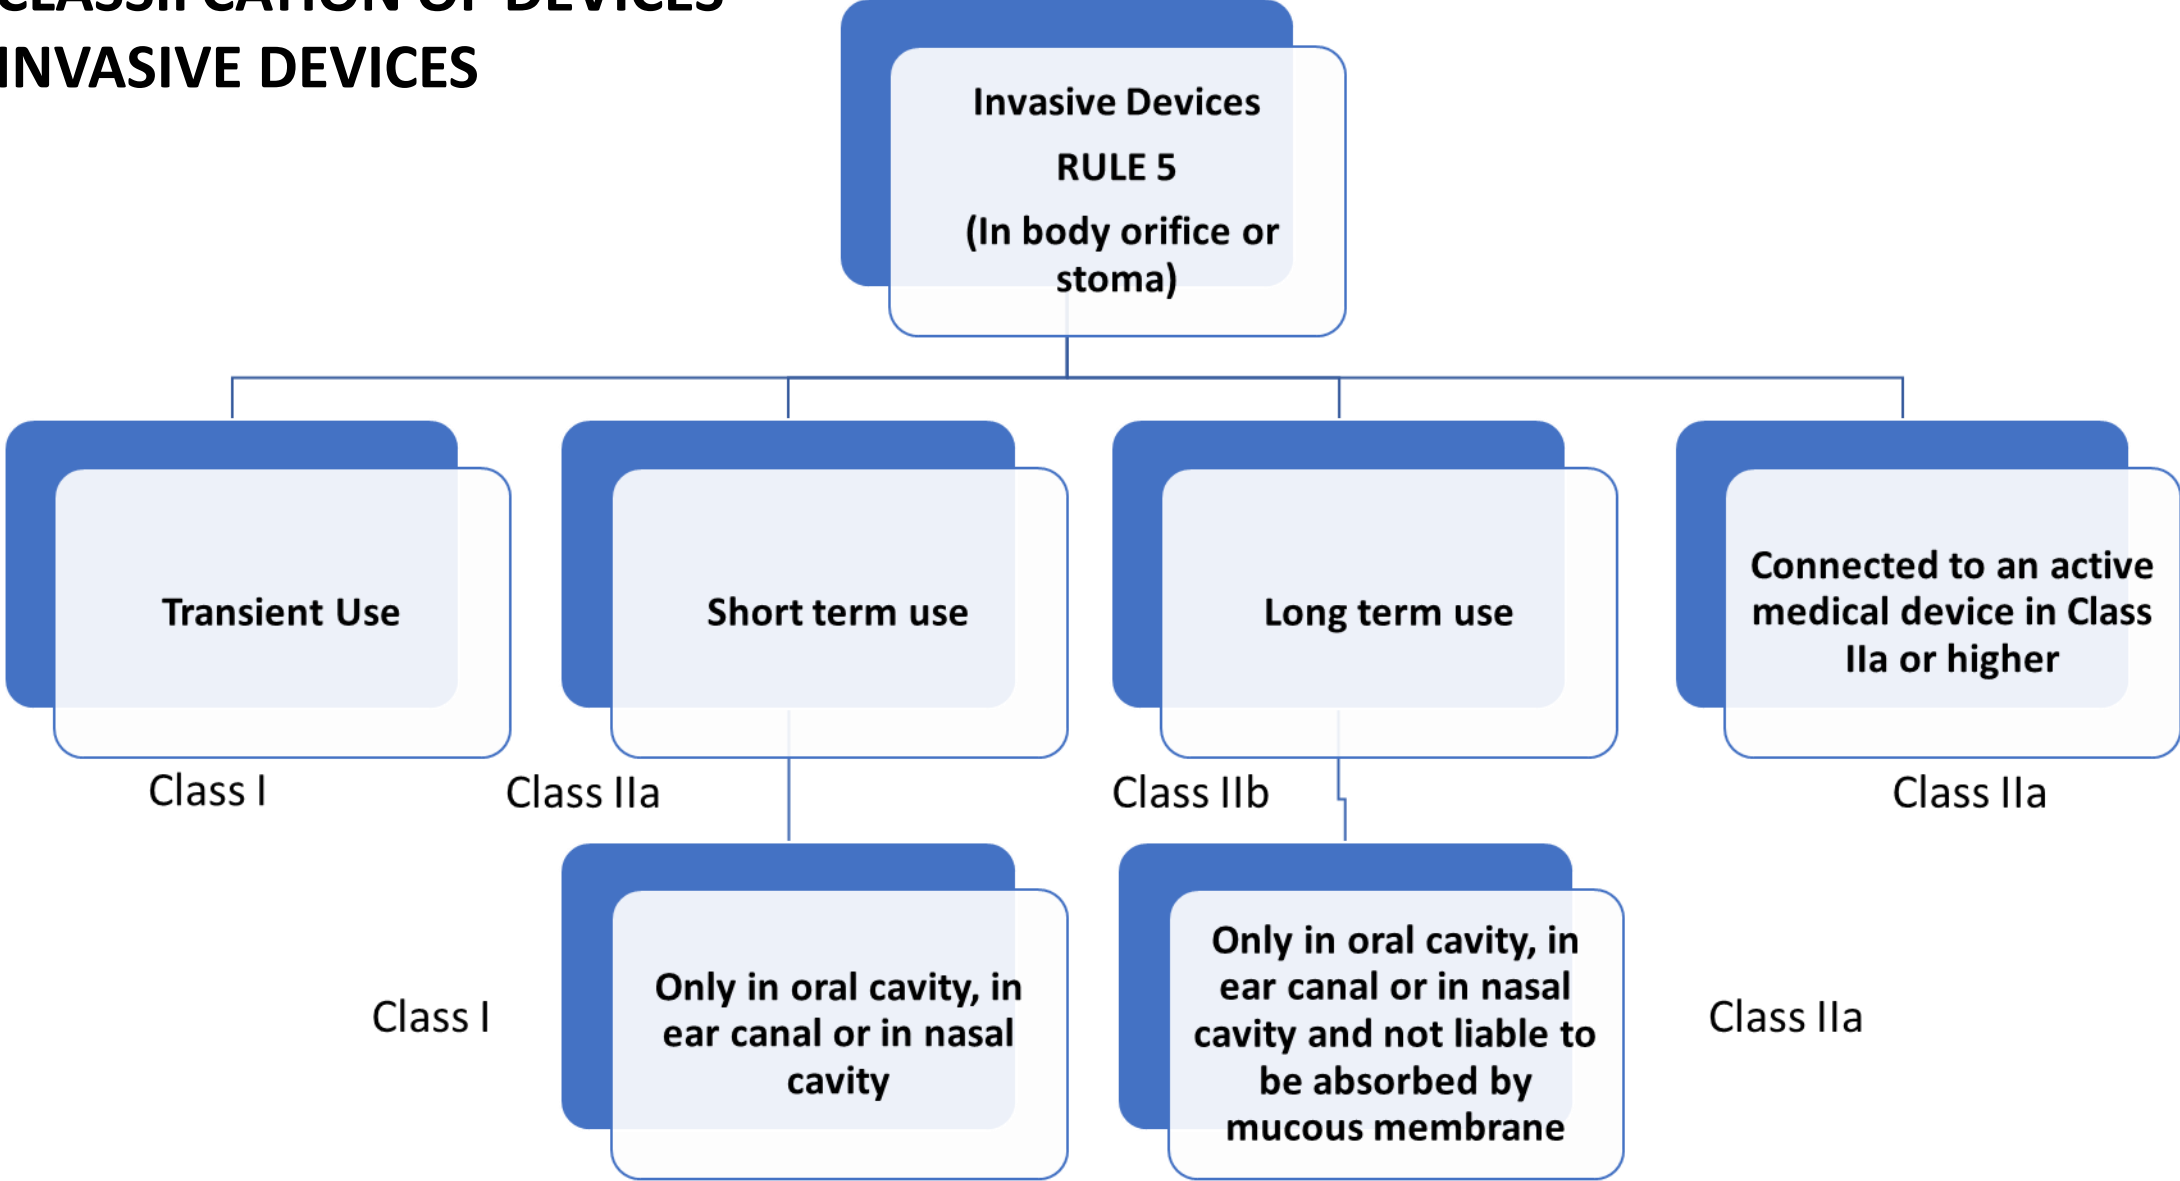 CLASSIFCATION OF DEVICES
INVASIVE DEVICES
Invasive Devices
RULE 5
(In body orifice or
stoma)
Transient Use
Short term use
Long term use
Connected to an active
medical device in Class
IIa or higher
Class I
Class IIa
Class IIb
Class IIa
Class I
Only in oral cavity, in
ear canal or in nasal
cavity
Only in oral cavity, in
ear canal or in nasal
cavity and not liable to
be absorbed by
mucous membrane
Class IIa